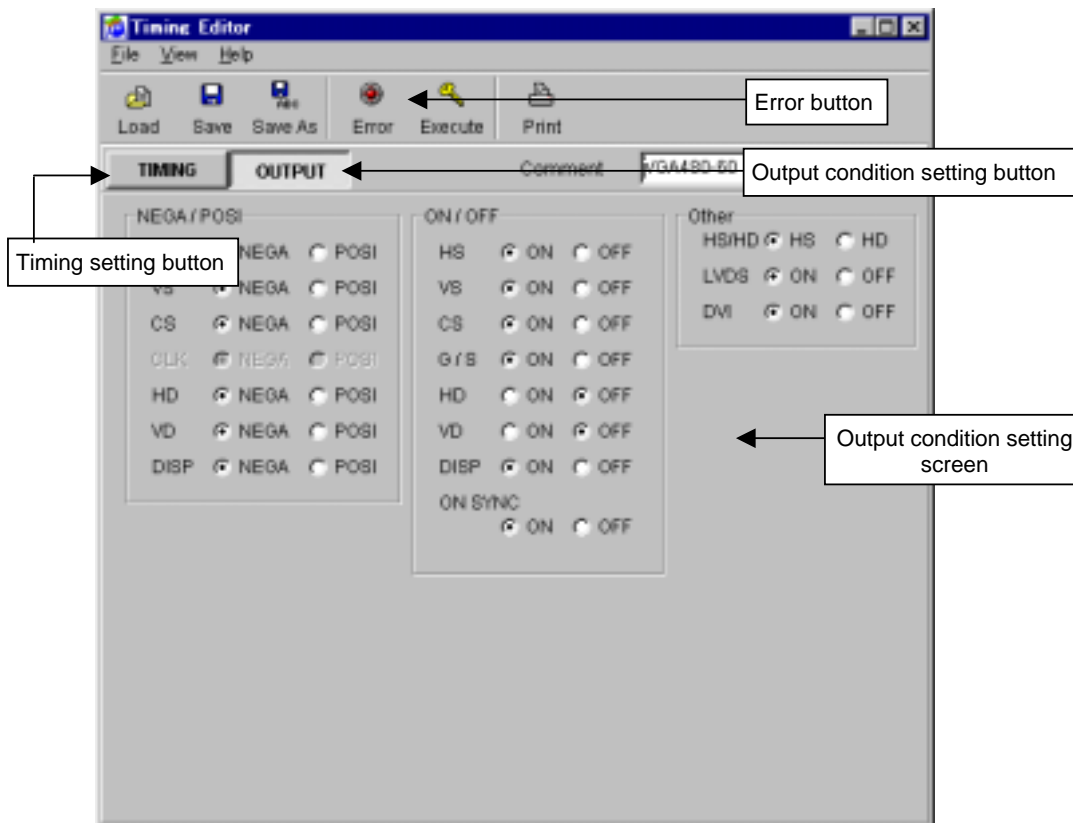 Timing Editor
File View Help
Load Save Save As Error Execute Print
Error button
TIMING OUTPUT Comment VGA480-60
Output condition setting button
Timing setting button
NEGA / POSI
NEGA POSI
VS NEGA POSI
CS NEGA POSI
CLK NEGA POSI
HD NEGA POSI
VD NEGA POSI
DISP NEGA POSI
ON / OFF
HS ON OFF
VS ON OFF
CS ON OFF
G / S ON OFF
HD ON OFF
VD ON OFF
DISP ON OFF
ON SYNC
ON OFF
Other
HS/HD HS HD
LVDS ON OFF
DVI ON OFF
Output condition setting
screen